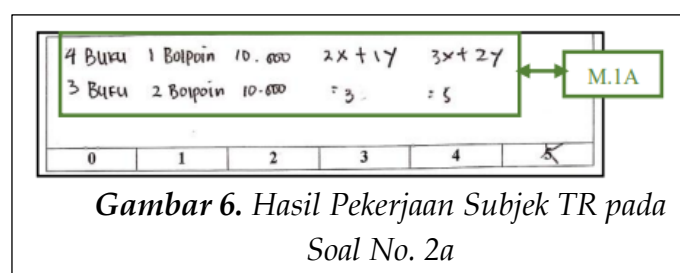 4 Buku 1 Bolpoin 10.000 2x + 1y 3x + 2y
3 Buku 2 Bolpoin 10.000 = 3 = 5
M.1A
0 1 2 3 4 5
Gambar 6. Hasil Pekerjaan Subjek TR pada
Soal No. 2a